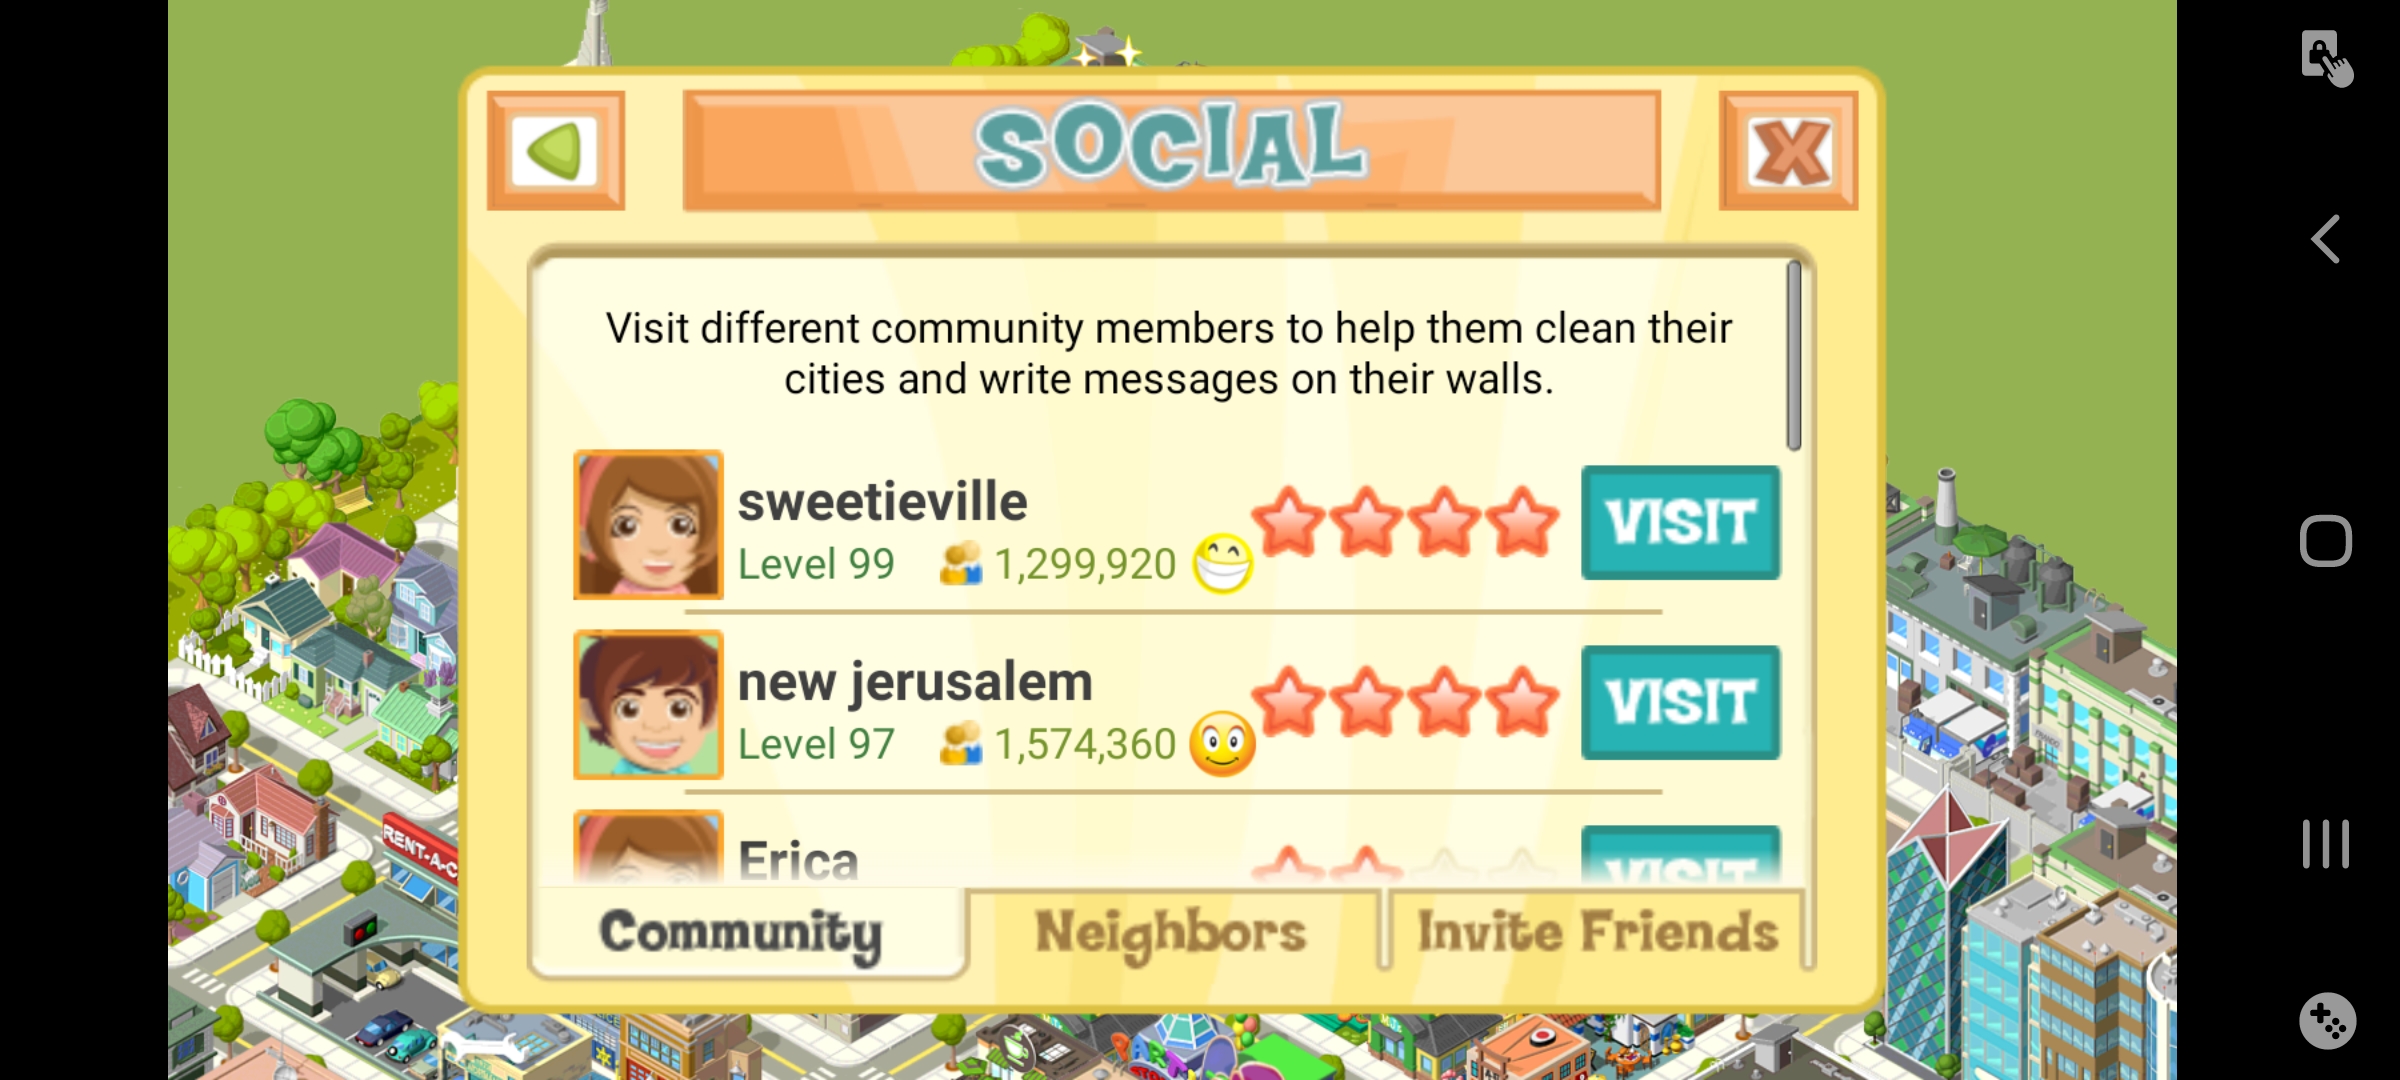 SOCIAL
Visit different community members to help them clean their
cities and write messages on their walls.
sweetieville
Level 99 1,299,920
VISIT
new jerusalem
Level 97 1,574,360
VISIT
Erica
VISIT
Community Neighbors Invite Friends
RENT-A-C